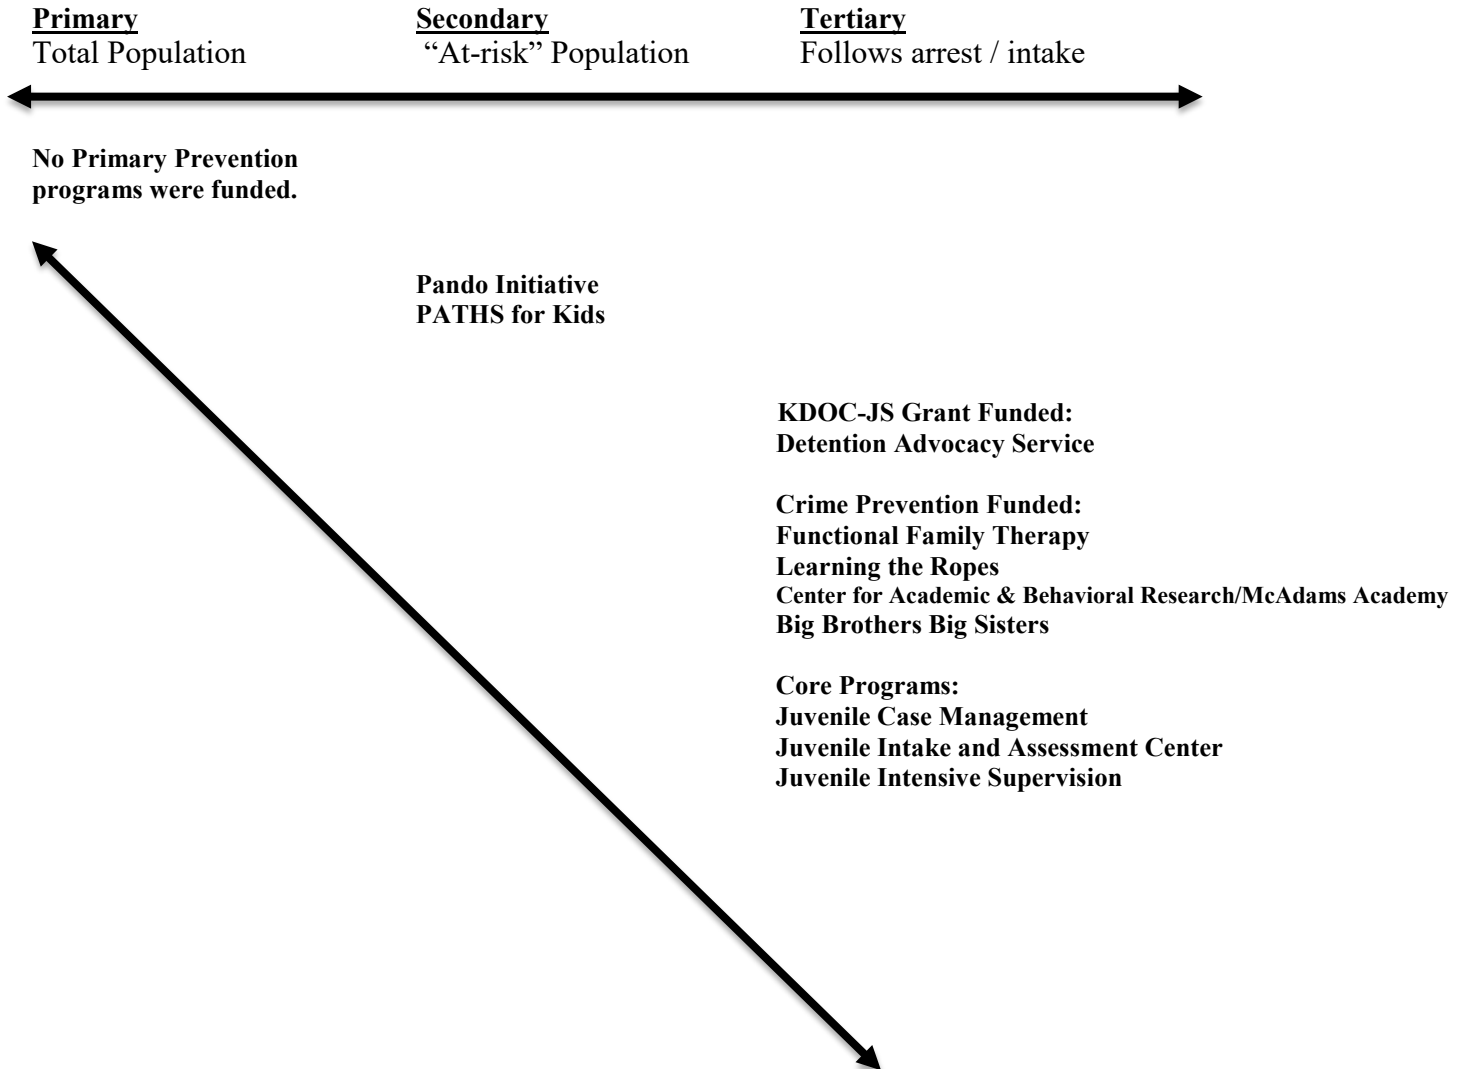 Primary
Total Population
Secondary
“At-risk” Population
Tertiary
Follows arrest / intake
No Primary Prevention
programs were funded.
Pando Initiative
PATHS for Kids
KDOC-JS Grant Funded:
Detention Advocacy Service
Crime Prevention Funded:
Functional Family Therapy
Learning the Ropes
Center for Academic & Behavioral Research/McAdams Academy
Big Brothers Big Sisters
Core Programs:
Juvenile Case Management
Juvenile Intake and Assessment Center
Juvenile Intensive Supervision